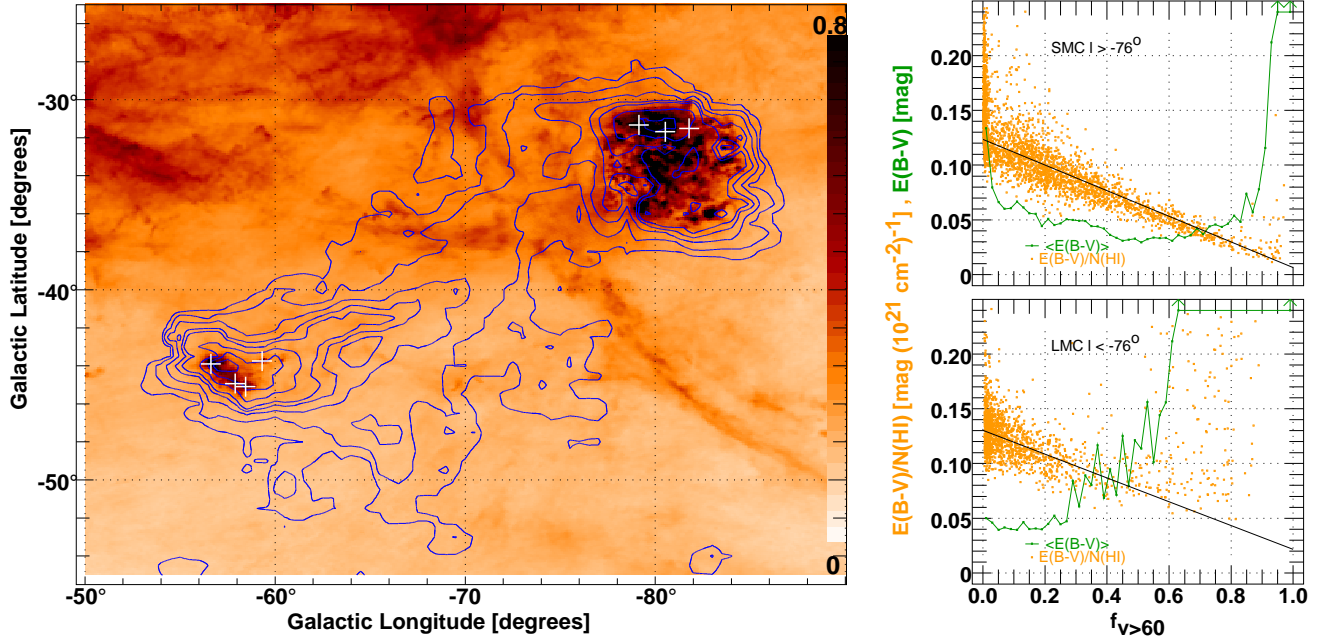 0.8
-30°
-40°
-50°
0
-50°
-60°
-70°
-80°
Galactic Longitude [degrees]
Galactic Latitude [degrees]
E(B-V)/N(HI) [mag (10²¹ cm⁻²)⁻¹] , E(B-V) [mag]
0.20
0.15
0.10
0.05
0
SMC l > -76°
<E(B-V)>
E(B-V)/N(HI)
0.20
0.15
0.10
0.05
0
LMC l < -76°
<E(B-V)>
E(B-V)/N(HI)
0.0 0.2 0.4 0.6 0.8 1.0
fv>60